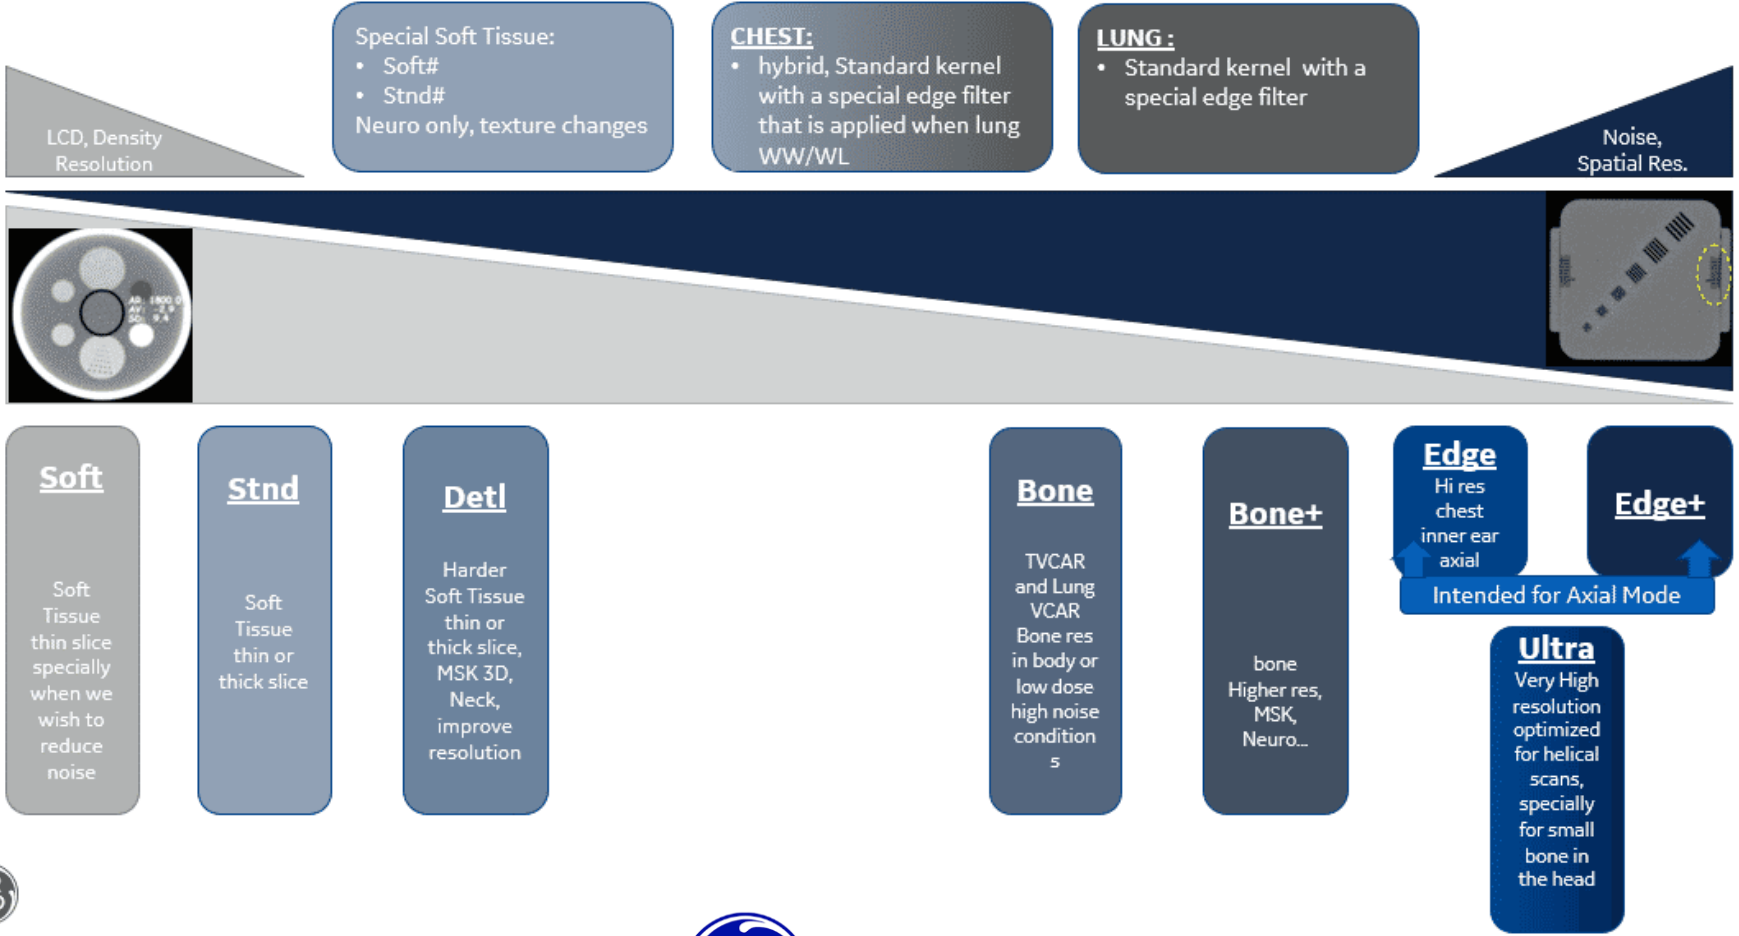 Special Soft Tissue:
• Soft#
• Stnd#
Neuro only, texture changes
CHEST:
• hybrid, Standard kernel
with a special edge filter
that is applied when lung
WW/WL
LUNG :
• Standard kernel with a
special edge filter
LCD, Density
Resolution
Noise,
Spatial Res.
Soft
Soft
Tissue
thin slice
specially
when we
wish to
reduce
noise
Stnd
Soft
Tissue
thin or
thick slice
Detl
Harder
Soft Tissue
thin or
thick slice,
MSK 3D,
Neck,
improve
resolution
Bone
TVCAR
and Lung
VCAR
Bone res
in body or
low dose
high noise
condition
s
Bone+
bone
Higher res,
MSK,
Neuro...
Edge
Hi res
chest
inner ear
axial
Edge+
Intended for Axial Mode
Ultra
Very High
resolution
optimized
for helical
scans,
specially
for small
bone in
the head